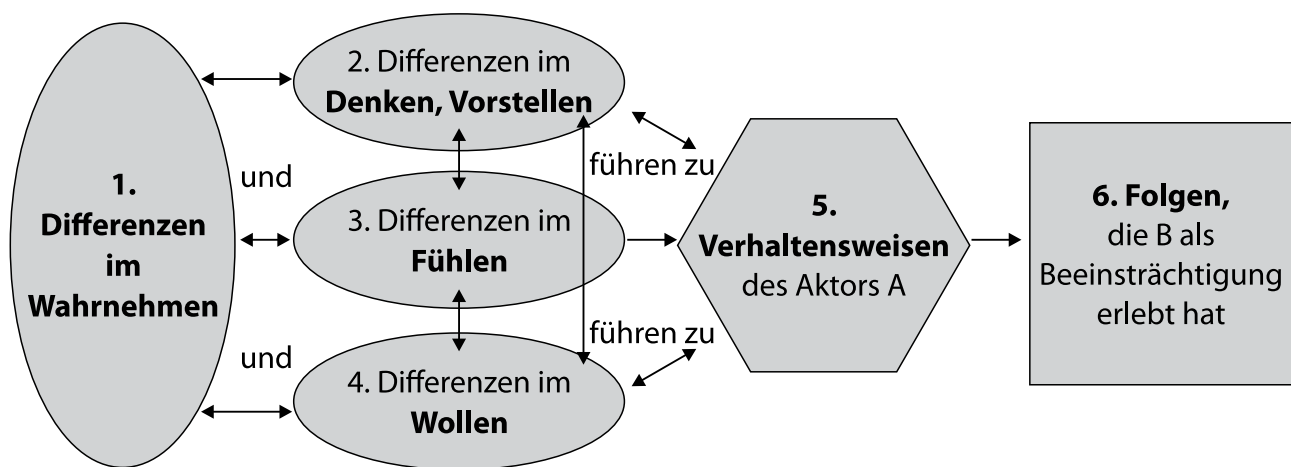 1.
Differenzen
im
Wahrnehmen
und
und
2. Differenzen im
Denken, Vorstellen
3. Differenzen im
Fühlen
4. Differenzen im
Wollen
führen zu
führen zu
5.
Verhaltensweisen
des Aktors A
6. Folgen,
die B als
Beeinsträchtigung
erlebt hat